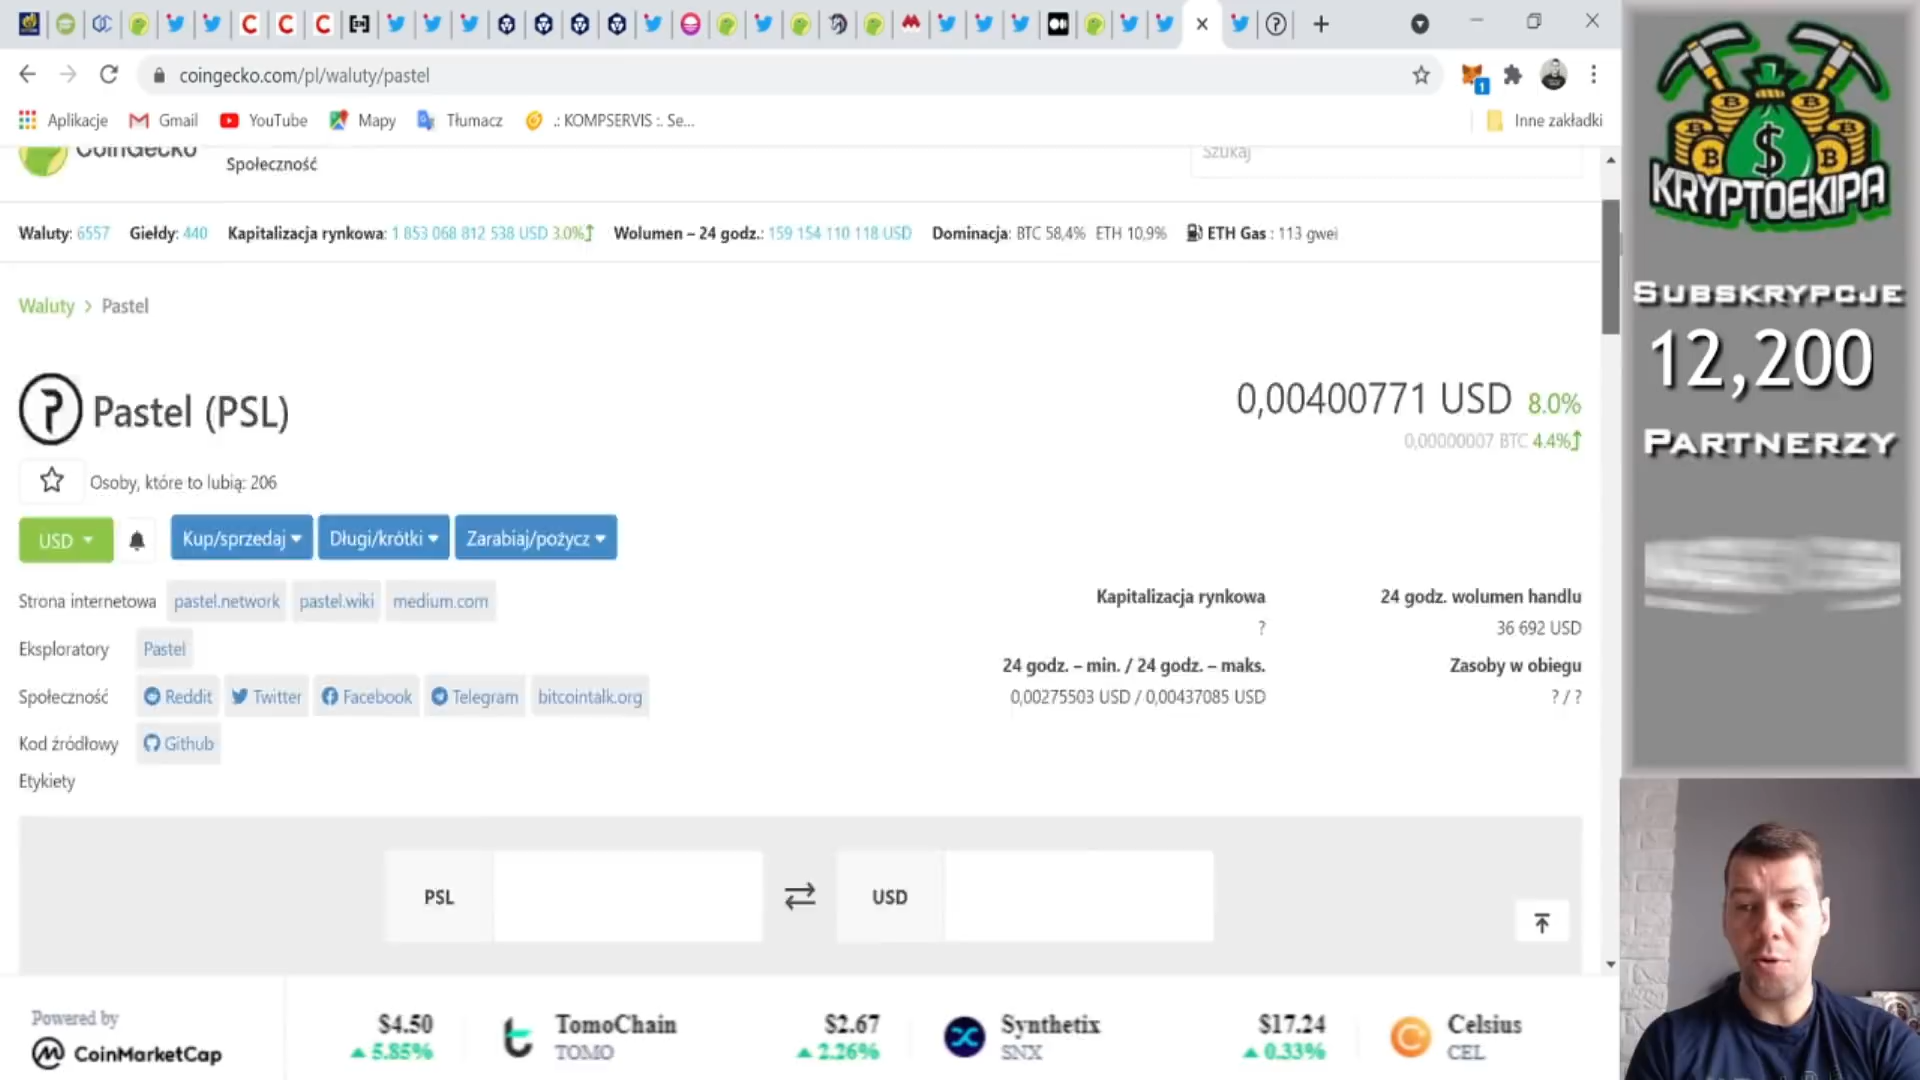 coingecko.com/pl/waluty/pastel
1
Aplikacje
Gmail
YouTube
Mapy
Tłumacz
.: KOMPSERVIS :. Se...
Inne zakładki
CoinGecko
Społeczność
Szukaj
Waluty: 6557
Giełdy: 440
Kapitalizacja rynkowa: 1 853 068 812 538 USD 3.0%
Wolumen – 24 godz.: 159 154 110 118 USD
Dominacja: BTC 58,4% ETH 10,9%
ETH Gas : 113 gwei
Waluty > Pastel
Pastel (PSL)
0,00400771 USD 8.0%
0,00000007 BTC 4.4%
Osoby, które to lubią: 206
USD
Kup/sprzedaj
Długi/krótki
Zarabiaj/pożycz
Strona internetowa pastel.network pastel.wiki medium.com
Eksploratory Pastel
Społeczność Reddit Twitter Facebook Telegram bitcointalk.org
Kod źródłowy Github
Etykiety
Kapitalizacja rynkowa
?
24 godz. wolumen handlu
36 692 USD
24 godz. – min. / 24 godz. – maks.
0,00275503 USD / 0,00437085 USD
Zasoby w obiegu
? / ?
PSL
USD
Powered by
CoinMarketCap
$4.50
5.85%
TomoChain
TOMO
$2.67
2.26%
Synthetix
SNX
$17.24
0.33%
Celsius
CEL
KRYPTOEKIPA
SUBSKRYPCJE
12,200
PARTNERZY